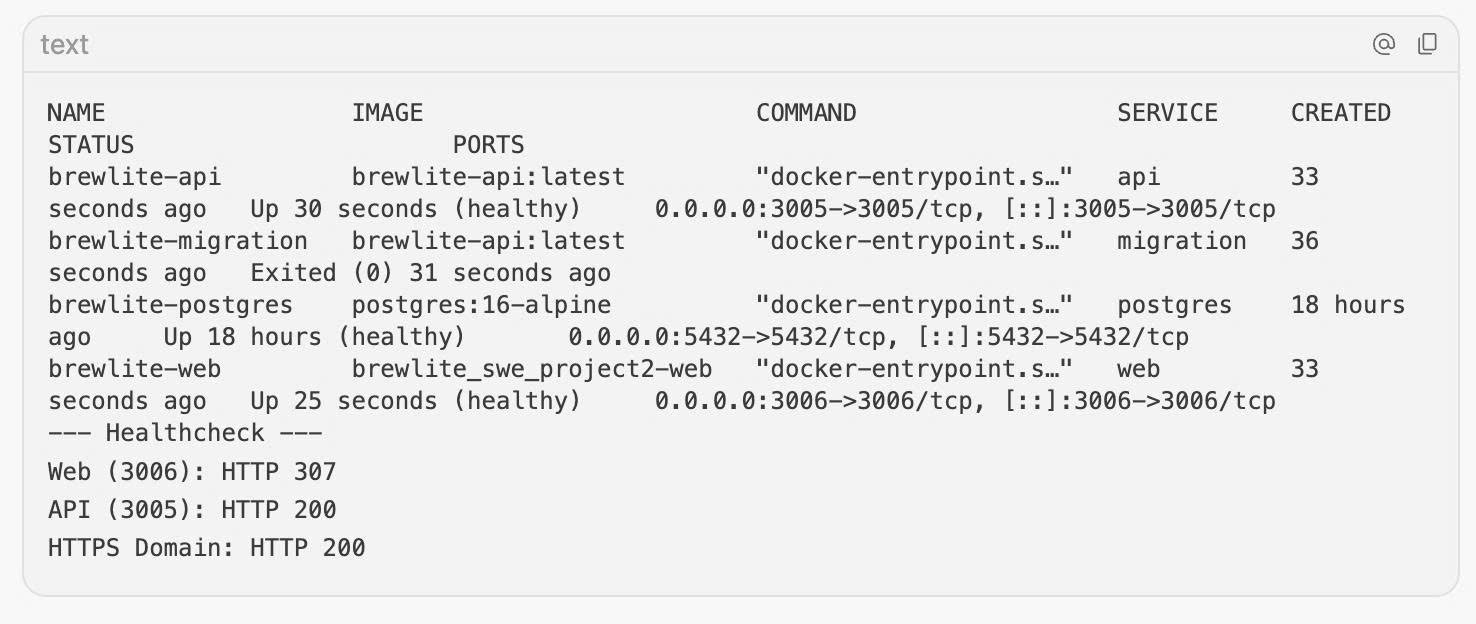 text
NAME IMAGE COMMAND SERVICE CREATED
STATUS PORTS
brewlite-api brewlite-api:latest "docker-entrypoint.s…" api 33
seconds ago Up 30 seconds (healthy) 0.0.0.0:3005->3005/tcp, [::]:3005->3005/tcp
brewlite-migration brewlite-api:latest "docker-entrypoint.s…" migration 36
seconds ago Exited (0) 31 seconds ago
brewlite-postgres postgres:16-alpine "docker-entrypoint.s…" postgres 18 hours
ago Up 18 hours (healthy) 0.0.0.0:5432->5432/tcp, [::]:5432->5432/tcp
brewlite-web brewlite_swe_project2-web "docker-entrypoint.s…" web 33
seconds ago Up 25 seconds (healthy) 0.0.0.0:3006->3006/tcp, [::]:3006->3006/tcp
--- Healthcheck ---
Web (3006): HTTP 307
API (3005): HTTP 200
HTTPS Domain: HTTP 200